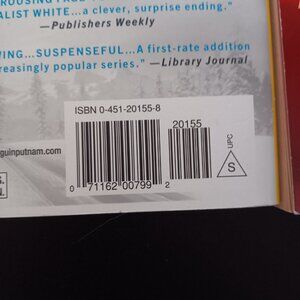 ALIST WHITE...a clever, surprise ending."
—Publishers Weekly
...SUSPENSEFUL...A first-rate addition
reasingly popular series." —Library Journal
ISBN 0-451-20155-8
20155
guinputnam.com
UPC
S
0 71162 00799 2